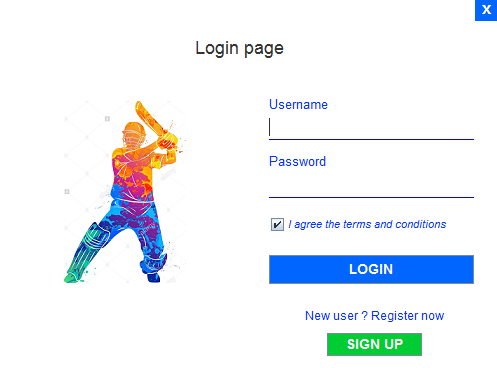 X
Login page
Username
Password
I agree the terms and conditions
LOGIN
New user ? Register now
SIGN UP